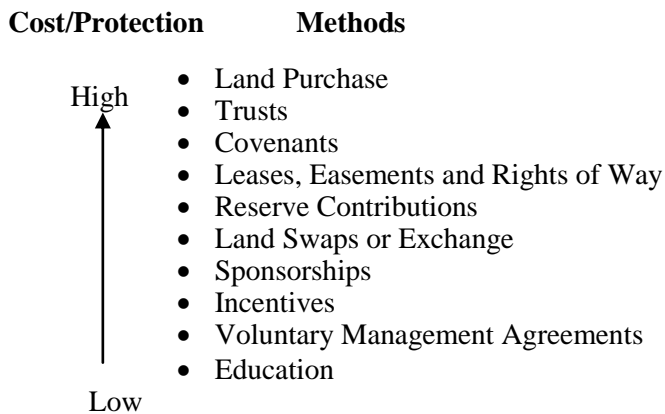 Cost/Protection Methods
High
• Land Purchase
• Trusts
• Covenants
• Leases, Easements and Rights of Way
• Reserve Contributions
• Land Swaps or Exchange
• Sponsorships
• Incentives
• Voluntary Management Agreements
• Education
Low